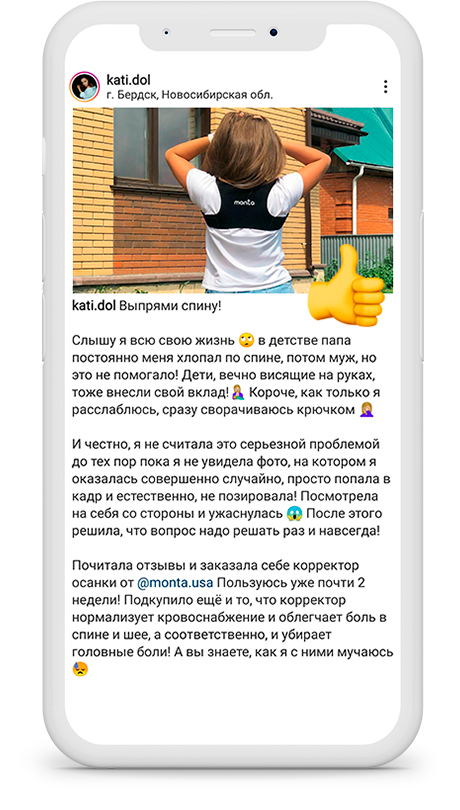 kati.dol
г. Бердск, Новосибирская обл.
monta
kati.dol Выпрями спину!
Слышу я всю свою жизнь 🙄 в детстве папа
постоянно меня хлопал по спине, потом муж, но
это не помогало! Дети, вечно висящие на руках,
тоже внесли свой вклад!🤦‍♀️ Короче, как только я
расслаблюсь, сразу сворачиваюсь крючком 🤦‍♀️
И честно, я не считала это серьезной проблемой
до тех пор пока я не увидела фото, на котором я
оказалась совершенно случайно, просто попала в
кадр и естественно, не позировала! Посмотрела
на себя со стороны и ужаснулась 😱 После этого
решила, что вопрос надо решать раз и навсегда!
Почитала отзывы и заказала себе корректор
осанки от @monta.usa Пользуюсь уже почти 2
недели! Подкупило ещё и то, что корректор
нормализует кровоснабжение и облегчает боль в
спине и шее, а соответственно, и убирает
головные боли! А вы знаете, как я с ними мучаюсь
😓